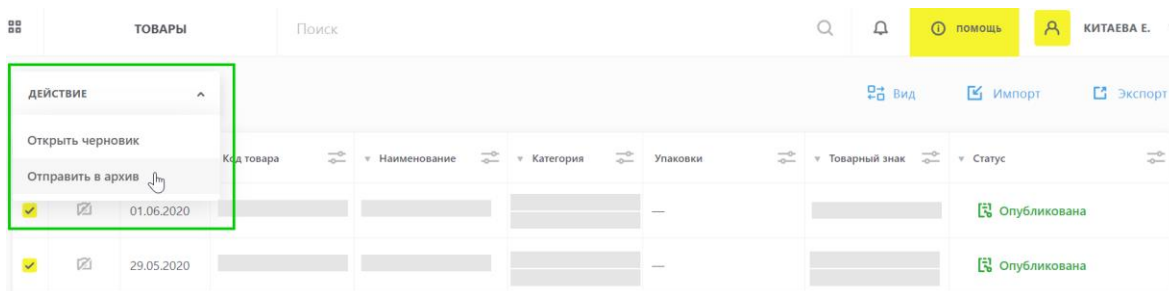 ТОВАРЫ Поиск ПОМОЩЬ КИТАЕВА Е.
ДЕЙСТВИЕ Вид Импорт Экспорт
Открыть черновик
Код товара Наименование Категория Упаковки Товарный знак Статус
Отправить в архив
01.06.2020 — Опубликована
29.05.2020 — Опубликована